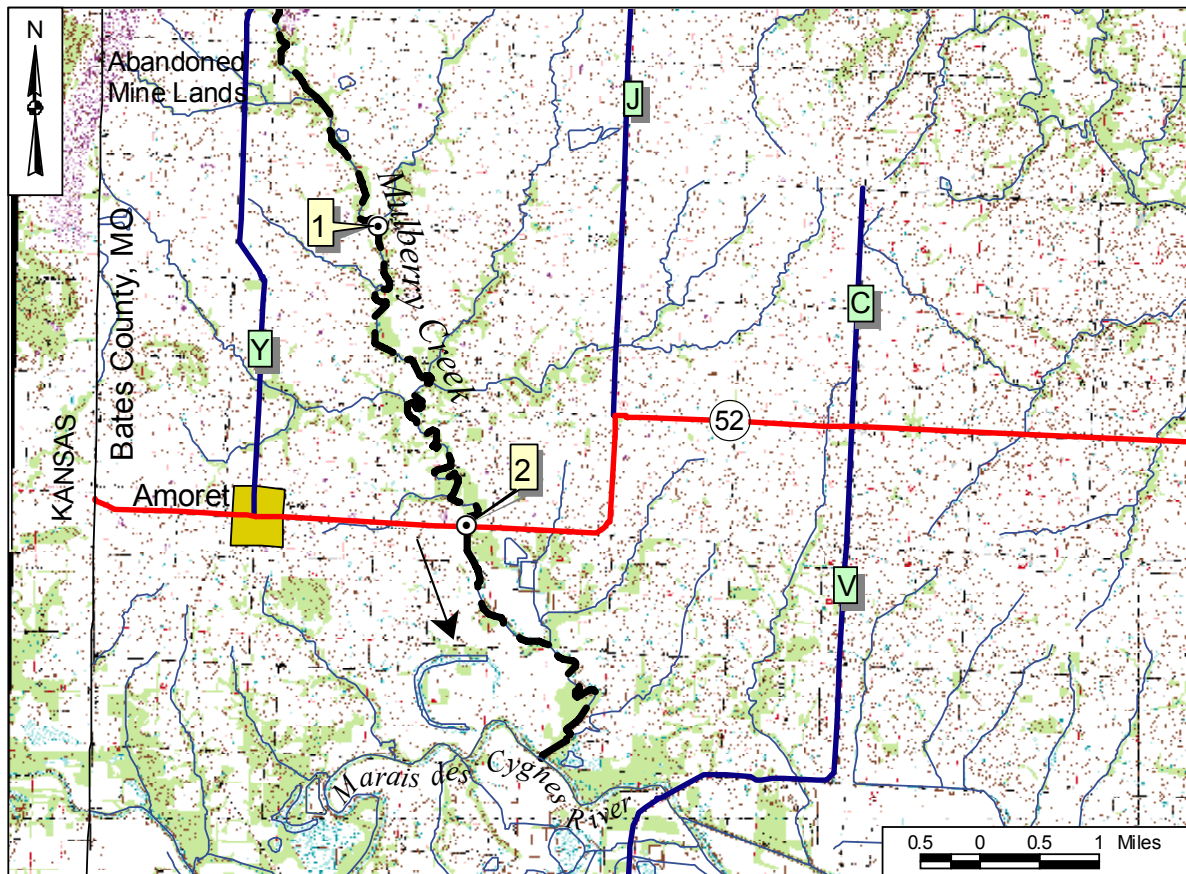 N
Abandoned
Mine Lands
J
Mulberry Creek
1
Bates County, MO
KANSAS
C
Y
52
2
Amoret
V
Marais des Cygnes River
0.5 0 0.5 1 Miles